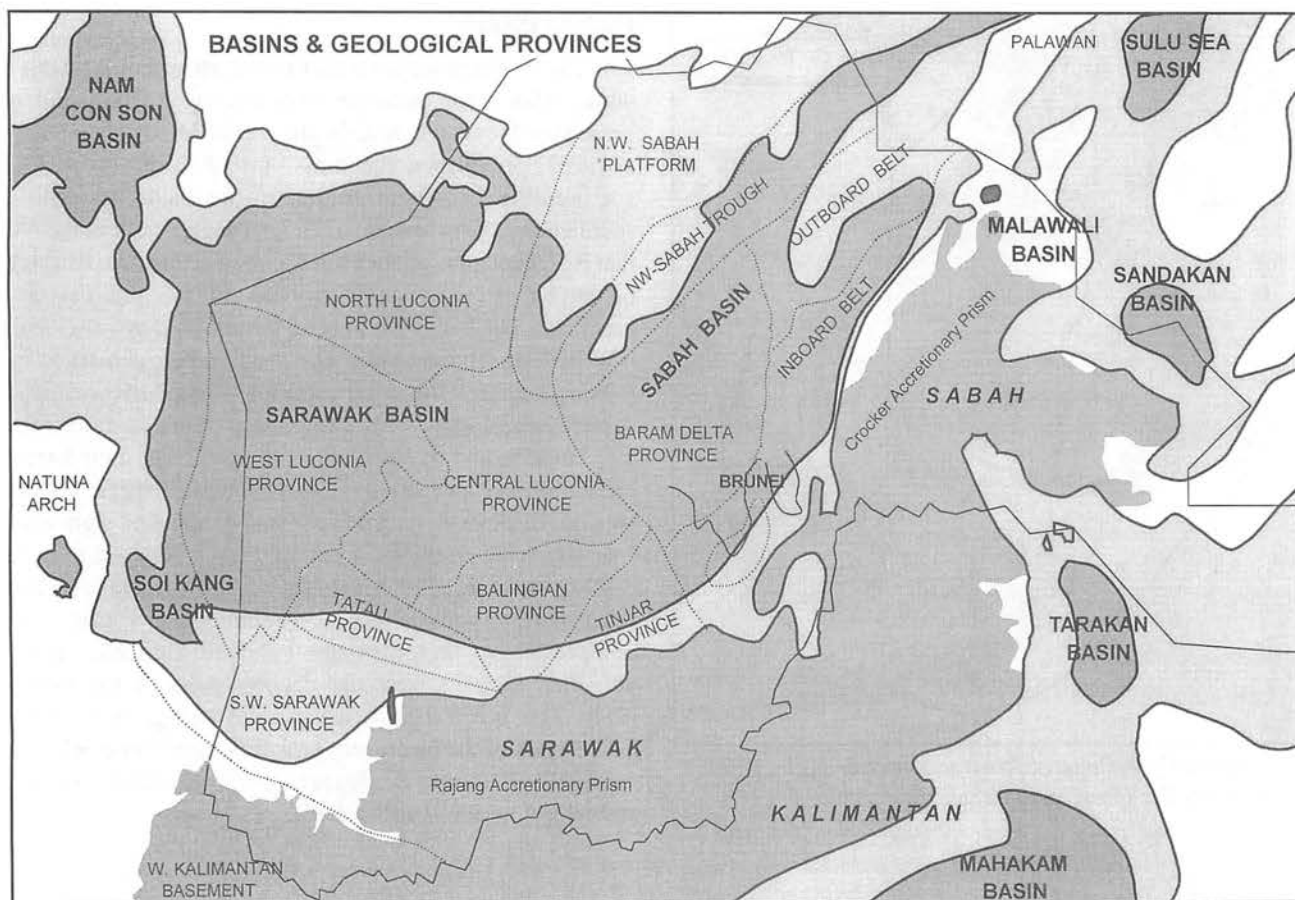 BASINS & GEOLOGICAL PROVINCES
PALAWAN
SULU SEA
BASIN
NAM
CON SON
BASIN
N.W. SABAH
'PLATFORM
OUTBOARD BELT
NW-SABAH TROUGH
MALAWALI
BASIN
SANDAKAN
BASIN
NORTH LUCONIA
PROVINCE
SABAH BASIN
INBOARD BELT
Crocker Accretionary Prism
SABAH
SARAWAK BASIN
BARAM DELTA
PROVINCE
WEST LUCONIA
PROVINCE
CENTRAL LUCONIA
PROVINCE
BRUNEI
NATUNA
ARCH
SOI KANG
BASIN
BALINGIAN
PROVINCE
TATAU
PROVINCE
TINJAR
PROVINCE
TARAKAN
BASIN
S.W. SARAWAK
PROVINCE
SARAWAK
Rajang Accretionary Prism
KALIMANTAN
W. KALIMANTAN
BASEMENT
MAHAKAM
BASIN